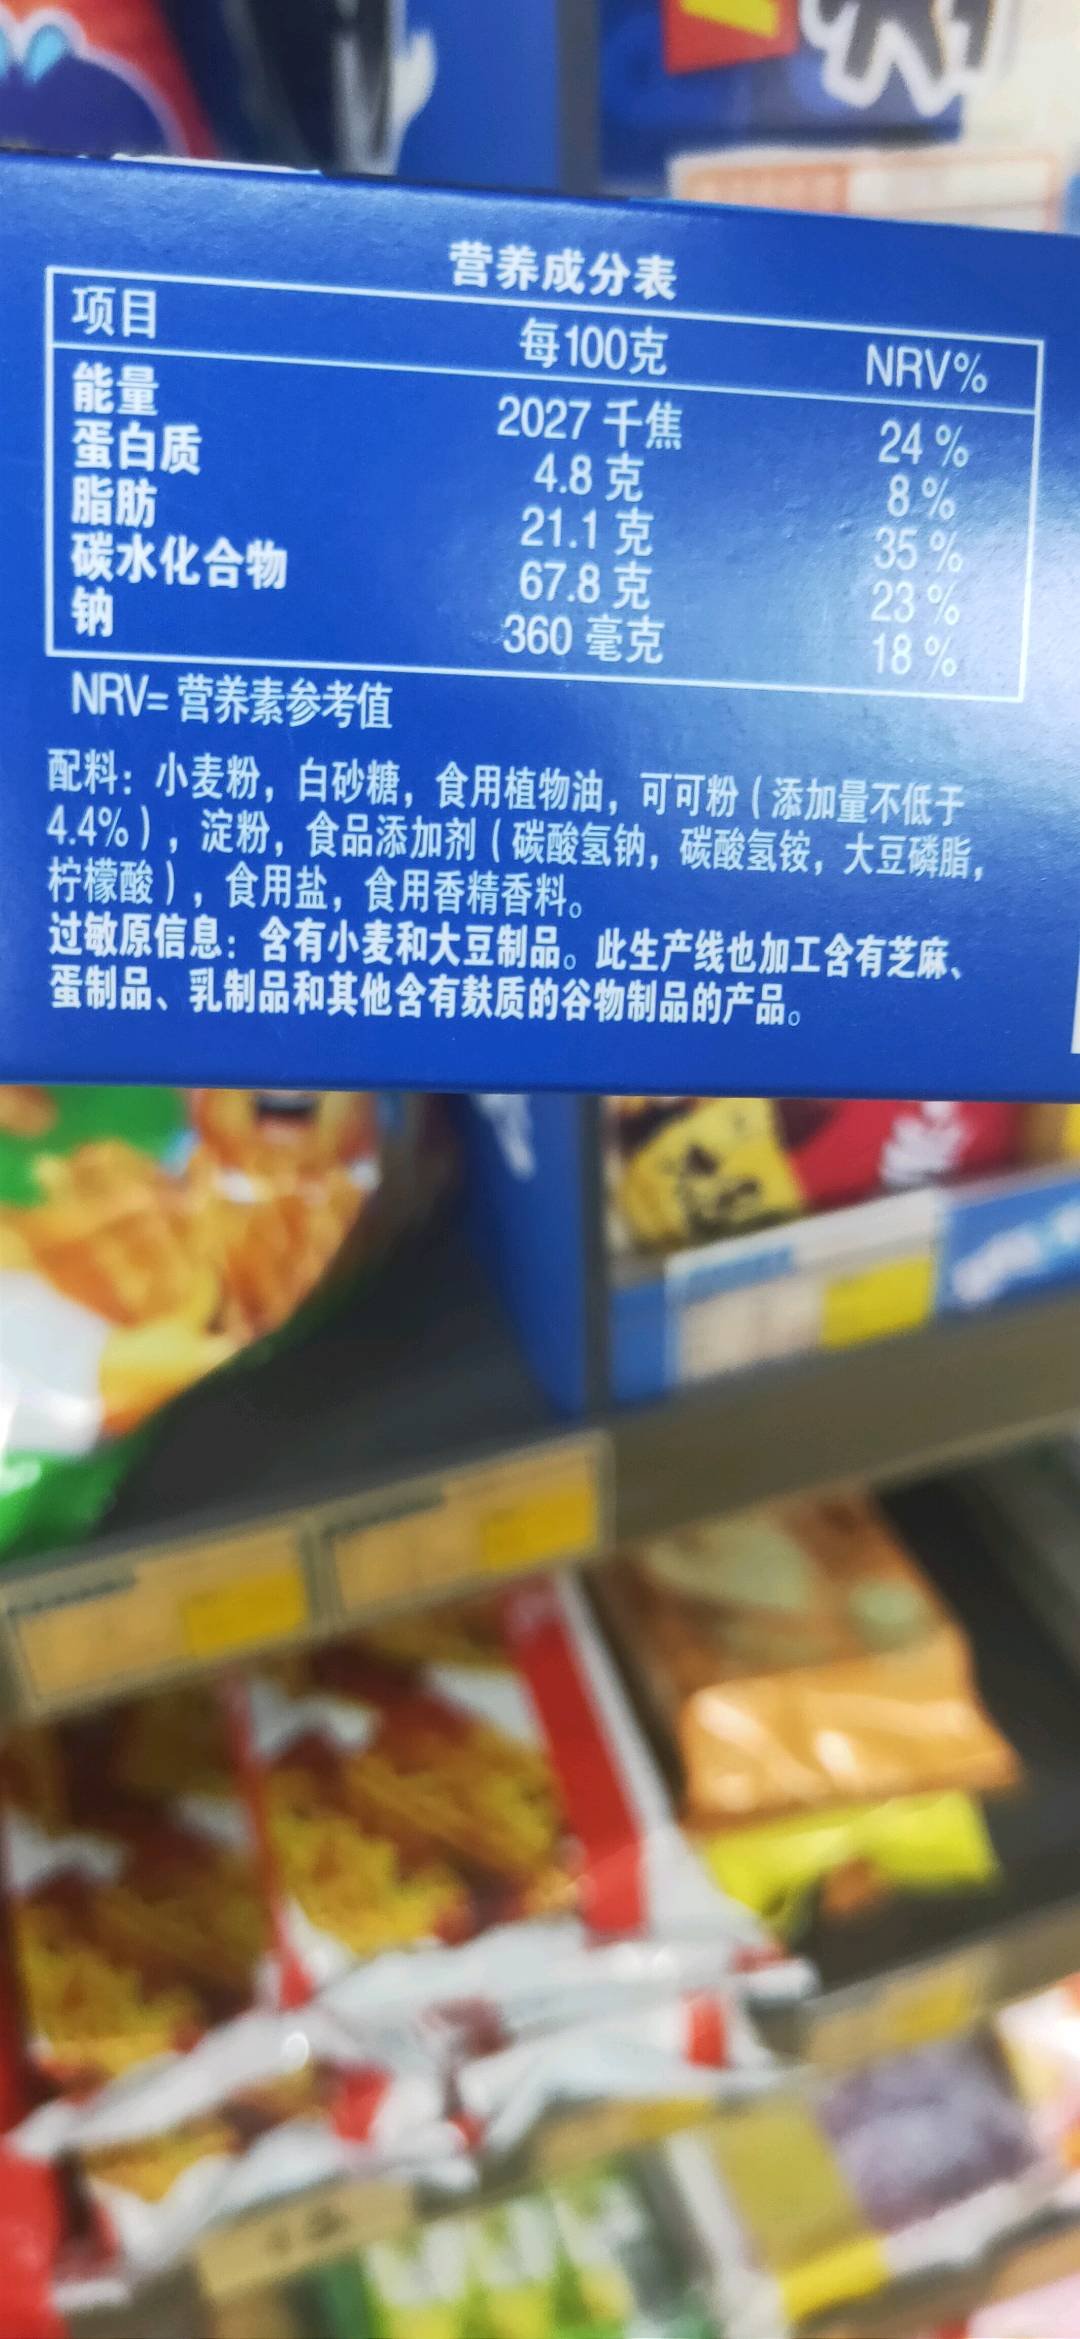 营养成分表
项目 每100克 NRV%
能量 2027 千焦 24 %
蛋白质 4.8 克 8 %
脂肪 21.1 克 35 %
碳水化合物 67.8 克 23 %
钠 360 毫克 18 %
NRV= 营养素参考值
配料：小麦粉，白砂糖，食用植物油，可可粉（添加量不低于
4.4%），淀粉，食品添加剂（碳酸氢钠，碳酸氢铵，大豆磷脂，
柠檬酸），食用盐，食用香精香料。
过敏原信息：含有小麦和大豆制品。此生产线也加工含有芝麻、
蛋制品、乳制品和其他含有麸质的谷物制品的产品。